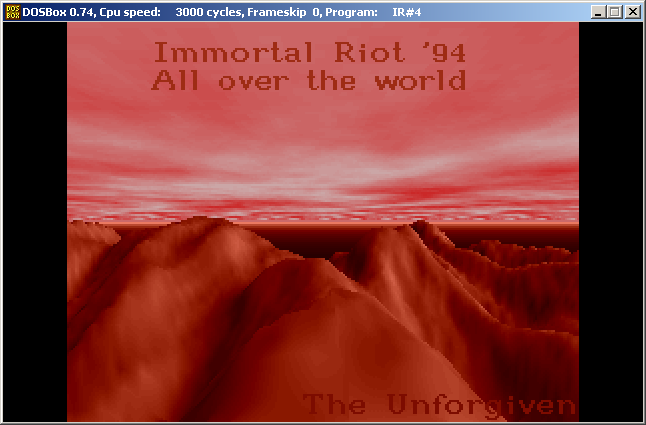 DOSBox 0.74, Cpu speed: 3000 cycles, Frameskip 0, Program: IR#4
Immortal Riot '94
All over the world
The Unforgiven